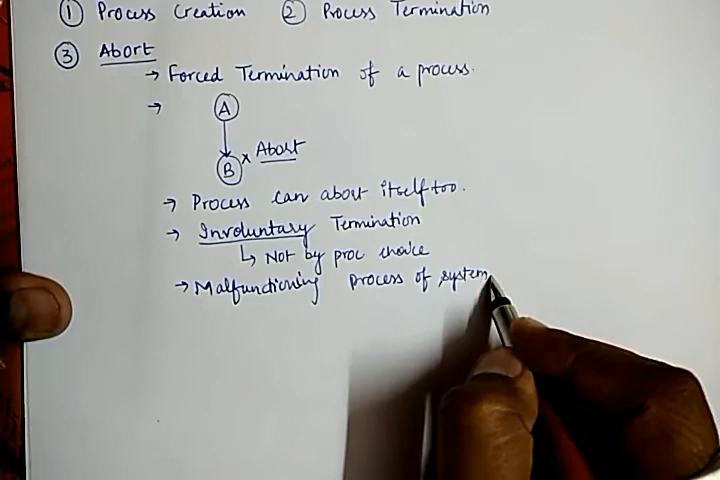 ① Process Creation ② Process Termination
③ Abort
→ Forced Termination of a process.
→ A
B × Abort
→ Process can about itself too.
→ Involuntary Termination
↳ Not by proc choice
→ Malfunctioning Process of system